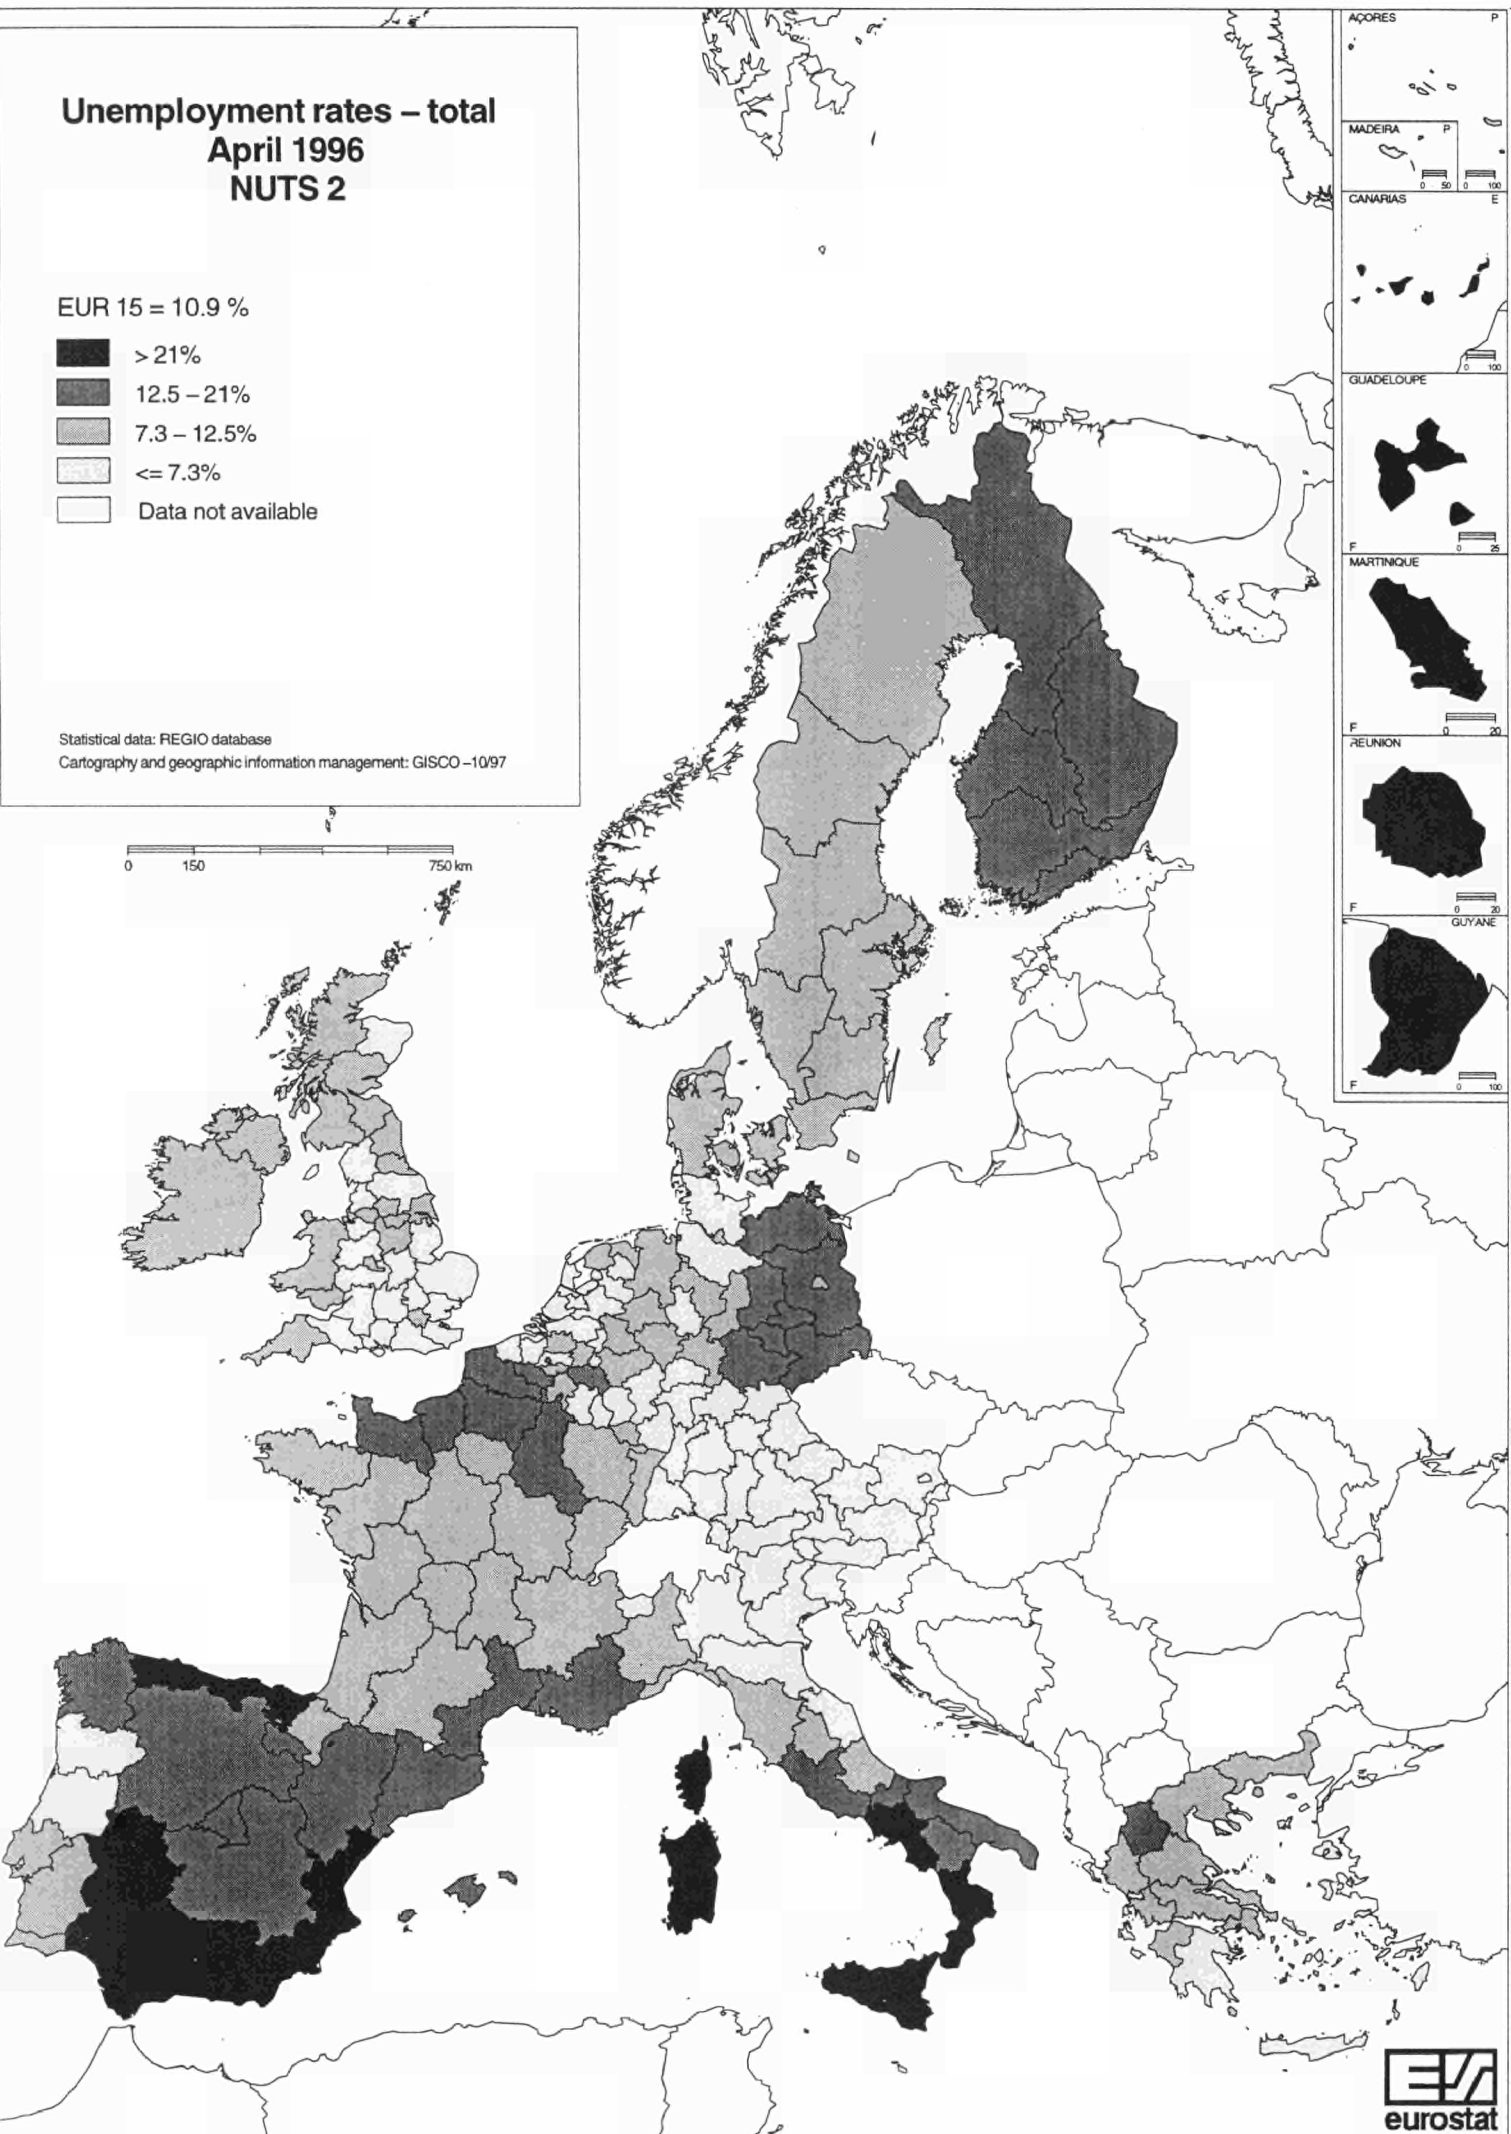 Unemployment rates – total
April 1996
NUTS 2
EUR 15 = 10.9 %
> 21%
12.5 – 21%
7.3 – 12.5%
<= 7.3%
Data not available
Statistical data: REGIO database
Cartography and geographic information management: GISCO – 10/97
0 150 750 km
AÇORES P
MADEIRA P
0 50 0 100
CANARIAS E
0 100
GUADELOUPE
F 0 25
MARTINIQUE
F 0 20
REUNION
F 0 20
GUYANE
F 0 100
eurostat